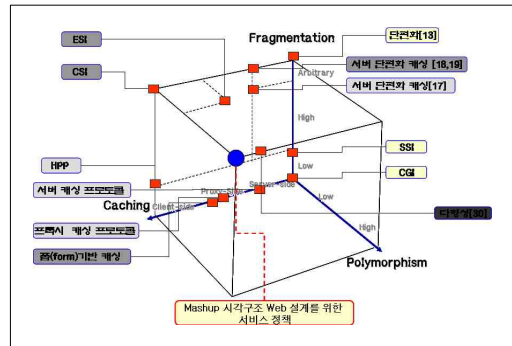 ESI
Fragmentation
단편화[13]
CSI
서버 단편화 캐싱 [18,19]
Arbitrary
서버 단편화 캐싱[17]
High
HPP
SSI
Low
CGI
서버 캐싱 프로토콜
Proxy-Side
Server-side
Low
Caching
Client-side
프록시 캐싱 프로토콜
High
폼(form)기반 캐싱
Polymorphism
Mashup 시각구조 Web 설계를 위한
서비스 정책